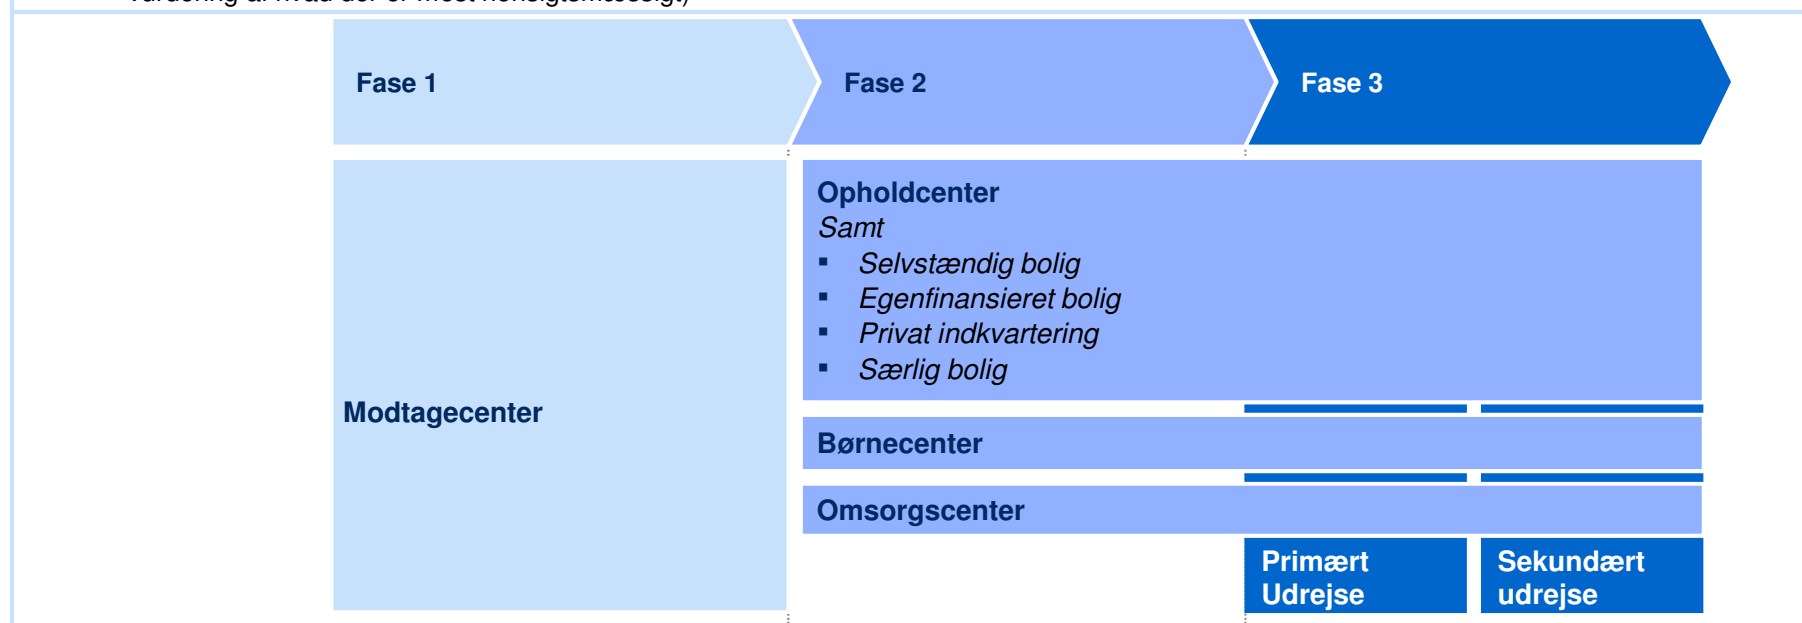 Fase 1
Fase 2
Fase 3
Modtagecenter
Opholdcenter
Samt
▪ Selvstændig bolig
▪ Egenfinansieret bolig
▪ Privat indkvartering
▪ Særlig bolig
Børnecenter
Omsorgscenter
Primært
Udrejse
Sekundært
udrejse